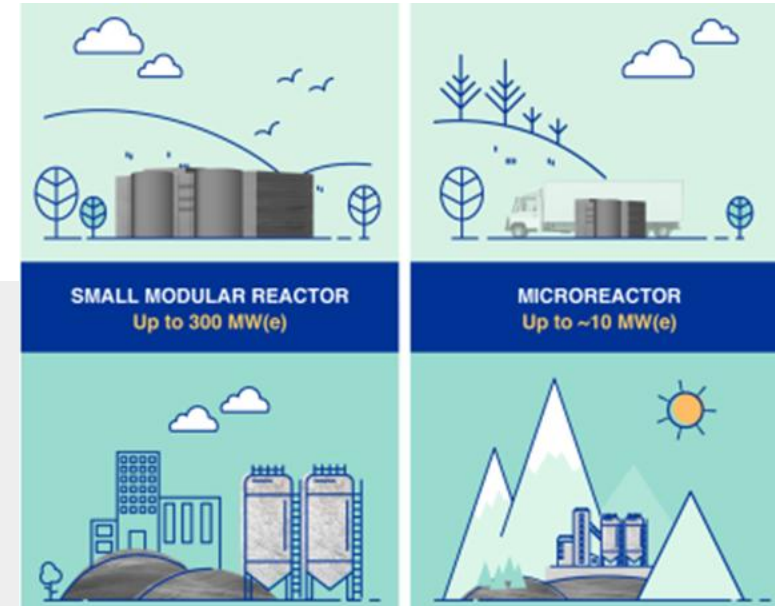 SMALL MODULAR REACTOR
Up to 300 MW(e)
MICROREACTOR
Up to ~10 MW(e)